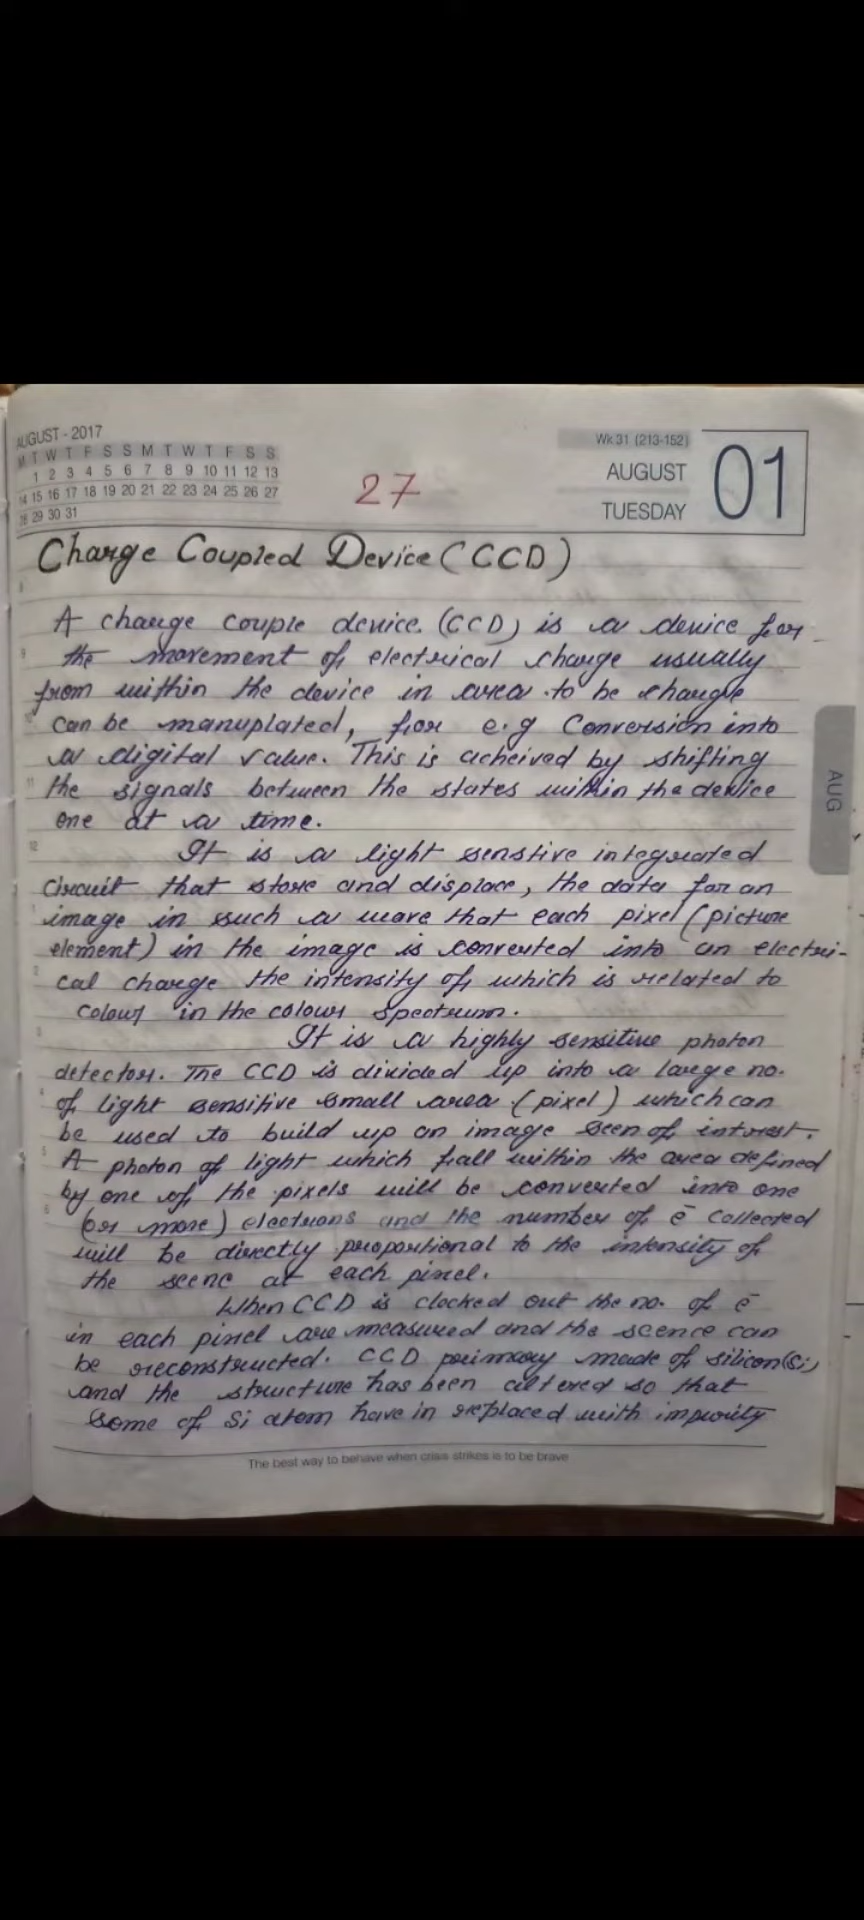 AUGUST - 2017
M T W T F S S M T W T F S S
1 2 3 4 5 6 7 8 9 10 11 12 13
14 15 16 17 18 19 20 21 22 23 24 25 26 27
28 29 30 31
27
Wk 31 (213-152)
AUGUST
TUESDAY
01
Charge Coupled Device (CCD)
A charge couple device. (CCD) is a device for
the movement of electrical charge usually
from within the device in area to be charge
can be manuplated, for e.g Conversion into
a digital value. This is acheived by shifting
the signals between the states within the device
one at a time.
It is a light senstive integrated
circuit that store and displace, the data for an
image in such a wave that each pixel (picture
element) in the image is converted into an electri-
cal charge the intensity of which is related to
colour in the colour spectrum.
It is a highly sensitive photon
detector. The CCD is divided up into a large no.
of light sensitive small area (pixel) which can
be used to build up an image seen of intrest.
A photon of light which fall within the area defined
by one of the pixels will be converted into one
(or more) electrons and the number of ē collected
will be directly proportional to the intensity of
the scene at each pixel.
When CCD is clocked out the no. of ē
in each pixel are measured and the scence can
be reconstructed. CCD primary made of silicon(Si)
and the structure has been altered so that
some of Si atom have in replaced with impurity
The best way to behave when crisis strikes is to be brave
AUG